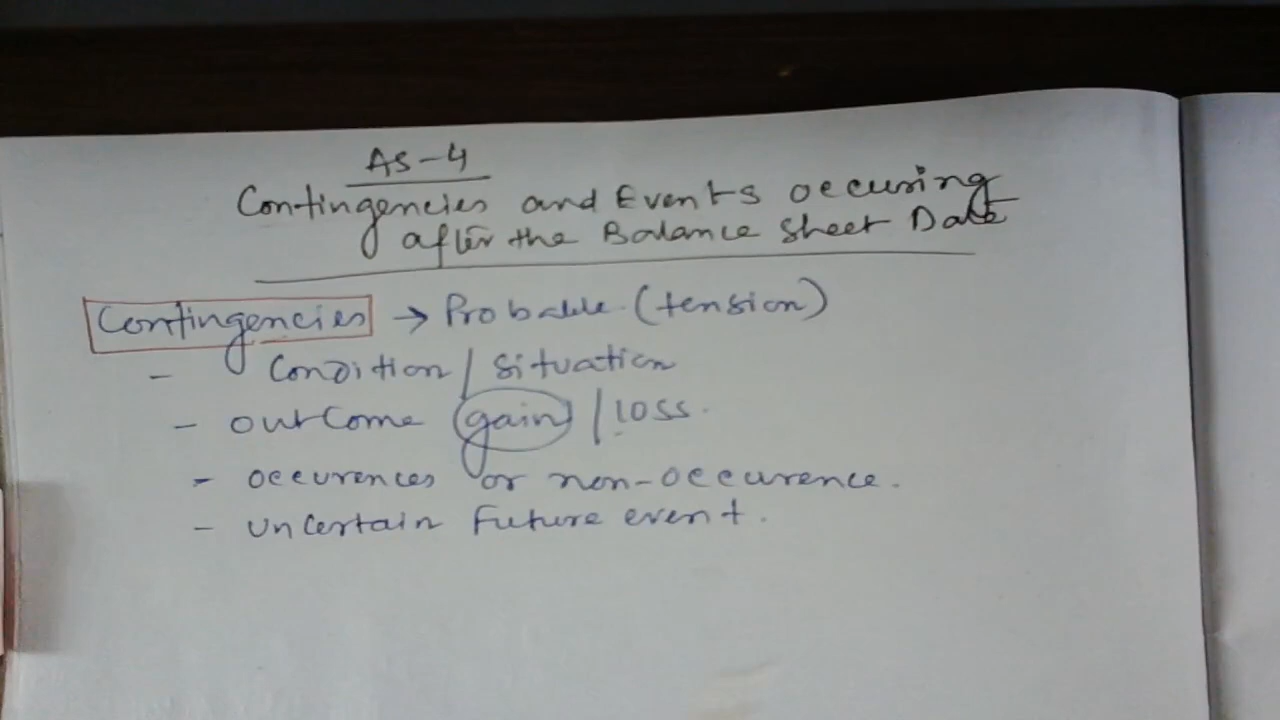 AS-4
Contingencies and Events occuring
after the Balance Sheet Date
Contingencies → Probable (tension)
- Condition / Situation
- outcome gain / loss.
- occurences or non-occurence.
- uncertain future event.